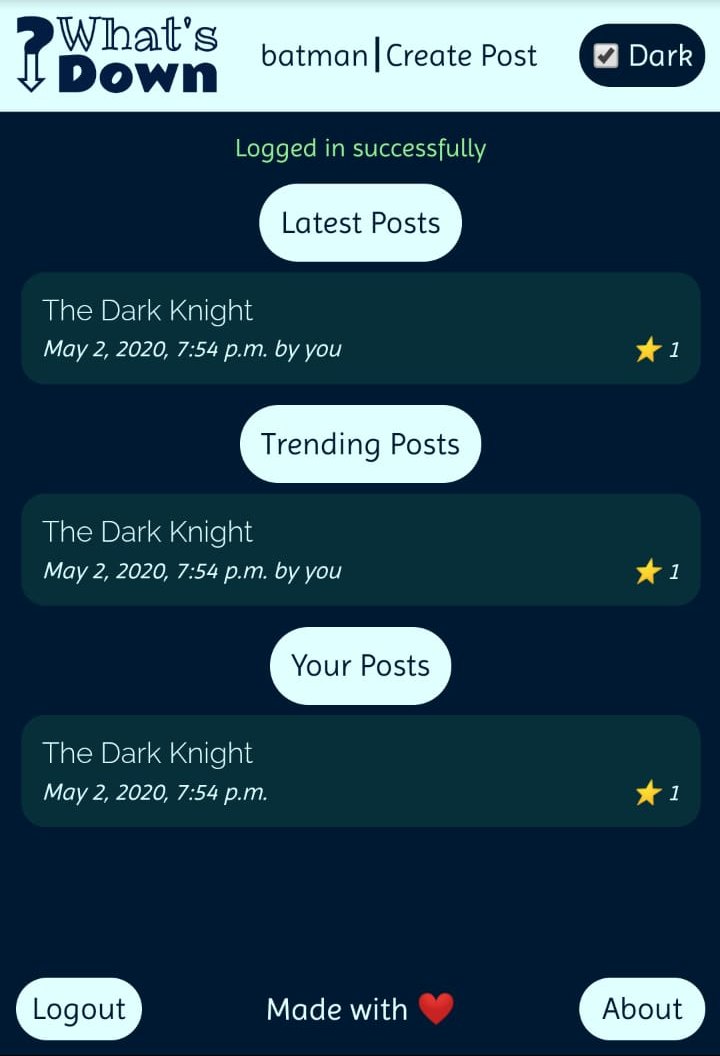 What's
Down
batman|Create Post
Dark
Logged in successfully
Latest Posts
The Dark Knight
May 2, 2020, 7:54 p.m. by you
⭐ 1
Trending Posts
The Dark Knight
May 2, 2020, 7:54 p.m. by you
⭐ 1
Your Posts
The Dark Knight
May 2, 2020, 7:54 p.m.
⭐ 1
Logout
Made with ❤️
About